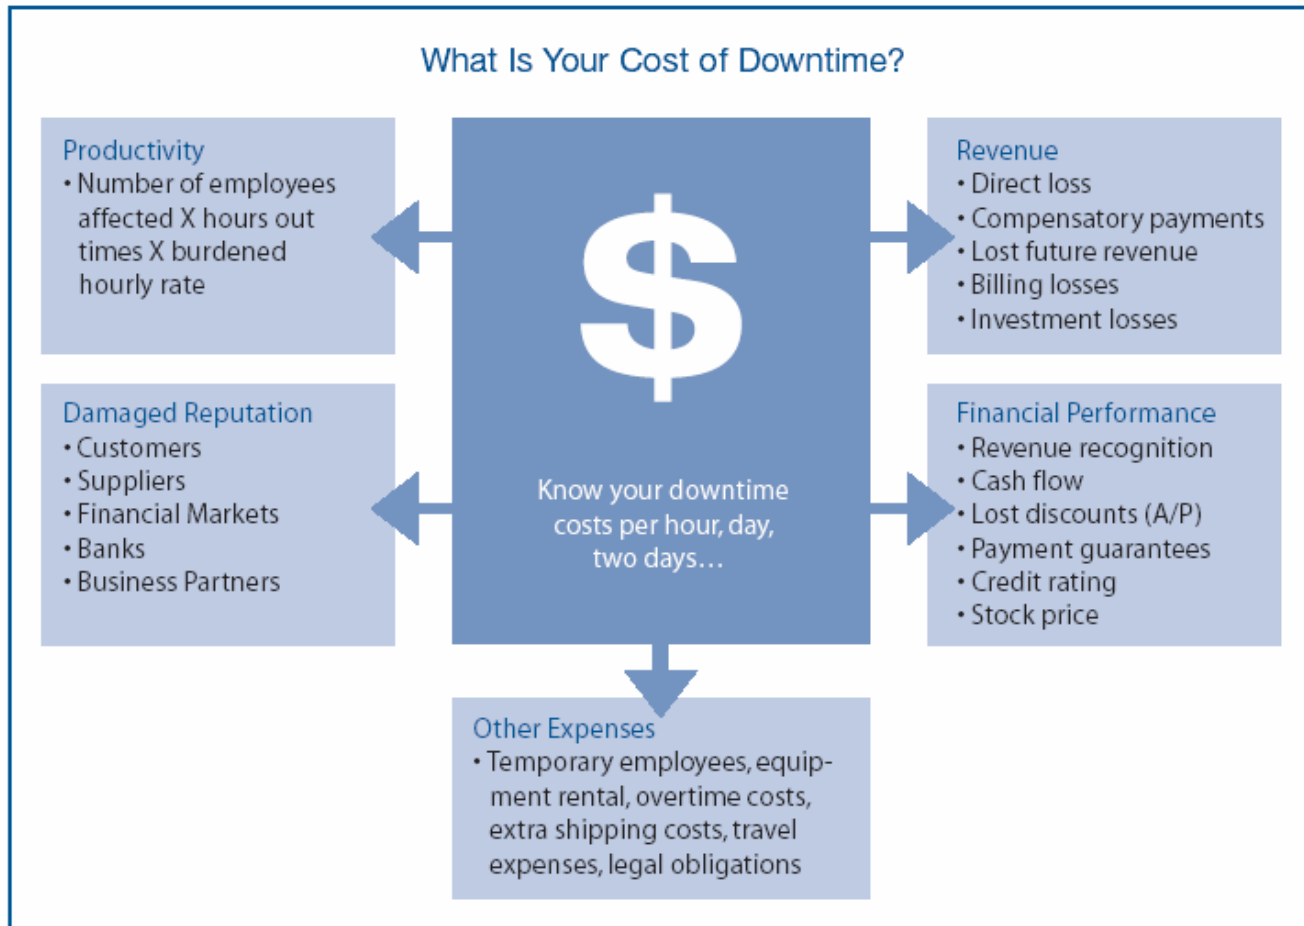 What Is Your Cost of Downtime?
Productivity
• Number of employees
affected X hours out
times X burdened
hourly rate
Damaged Reputation
• Customers
• Suppliers
• Financial Markets
• Banks
• Business Partners
$
Know your downtime
costs per hour, day,
two days...
Revenue
• Direct loss
• Compensatory payments
• Lost future revenue
• Billing losses
• Investment losses
Financial Performance
• Revenue recognition
• Cash flow
• Lost discounts (A/P)
• Payment guarantees
• Credit rating
• Stock price
Other Expenses
• Temporary employees, equip-
ment rental, overtime costs,
extra shipping costs, travel
expenses, legal obligations